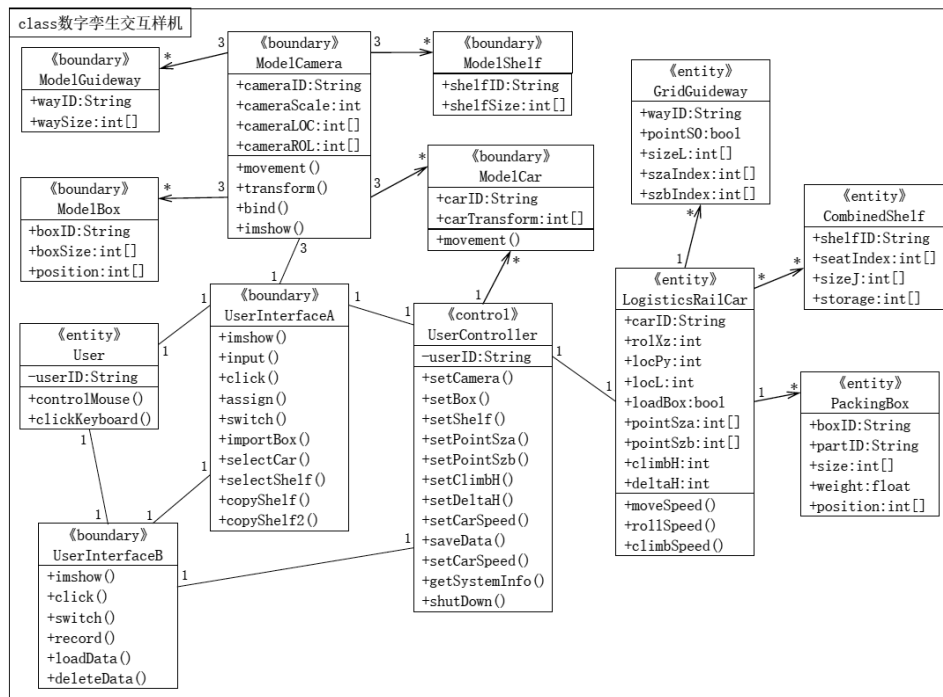 class数字孪生交互样机
《boundary》
ModelGuideway
+wayID:String
+waySize:int[]
3
*
《boundary》
ModelCamera
+cameraID:String
+cameraScale:int
+cameraLOC:int[]
+cameraROL:int[]
+movement()
+transform()
+bind()
+imshow()
3
*
《boundary》
ModelShelf
+shelfID:String
+shelfSize:int[]
《boundary》
ModelBox
+boxID:String
+boxSize:int[]
+position:int[]
*
3
3
*
《boundary》
ModelCar
+carID:String
+carTransform:int[]
+movement()
*
《entity》
GridGuideway
+wayID:String
+pointSO:bool
+sizeL:int[]
+szaIndex:int[]
+szbIndex:int[]
*
1
《entity》
CombinedShelf
+shelfID:String
+seatIndex:int[]
+sizeJ:int[]
+storage:int[]
*
*
《entity》
User
-userID:String
+controlMouse()
+clickKeyboard()
1
1
3
1
《boundary》
UserInterfaceA
+imshow()
+input()
+click()
+assign()
+switch()
+importBox()
+selectCar()
+selectShelf()
+copyShelf()
+copyShelf2()
1
1
1
《control》
UserController
-userID:String
+setCamera()
+setBox()
+setShelf()
+setPointSza()
+setPointSzb()
+setClimbH()
+setDeltaH()
+setCarSpeed()
+saveData()
+setCarSpeed()
+getSystemInfo()
+shutDown()
1
1
《entity》
LogisticsRailCar
+carID:String
+rolXz:int
+locPy:int
+locL:int
+loadBox:bool
+pointSza:int[]
+pointSzb:int[]
+climbH:int
+deltaH:int
+moveSpeed()
+rollSpeed()
+climbSpeed()
1
*
《entity》
PackingBox
+boxID:String
+partID:String
+size:int[]
+weight:float
+position:int[]
1
1
1
1
《boundary》
UserInterfaceB
+imshow()
+click()
+switch()
+record()
+loadData()
+deleteData()
1
1